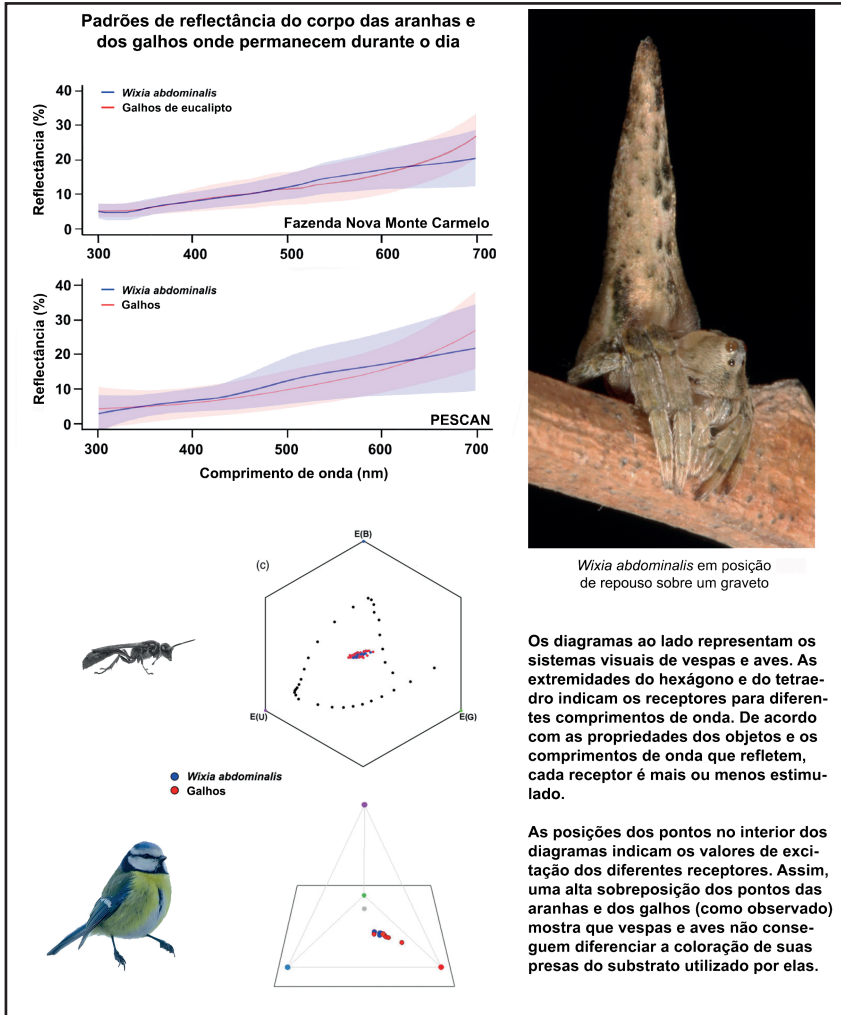 Padrões de reflectância do corpo das aranhas e
dos galhos onde permanecem durante o dia
Reflectância (%)
40
30
20
10
0
Wixia abdominalis
Galhos de eucalipto
Fazenda Nova Monte Carmelo
300 400 500 600 700
Reflectância (%)
40
30
20
10
0
Wixia abdominalis
Galhos
PESCAN
300 400 500 600 700
Comprimento de onda (nm)
Wixia abdominalis em posição
de repouso sobre um graveto
(c)
E(B)
E(U)
E(G)
Wixia abdominalis
Galhos
Os diagramas ao lado representam os
sistemas visuais de vespas e aves. As
extremidades do hexágono e do tetrae-
dro indicam os receptores para diferen-
tes comprimentos de onda. De acordo
com as propriedades dos objetos e os
comprimentos de onda que refletem,
cada receptor é mais ou menos estimu-
lado.
As posições dos pontos no interior dos
diagramas indicam os valores de exci-
tação dos diferentes receptores. Assim,
uma alta sobreposição dos pontos das
aranhas e dos galhos (como observado)
mostra que vespas e aves não conse-
guem diferenciar a coloração de suas
presas do substrato utilizado por elas.